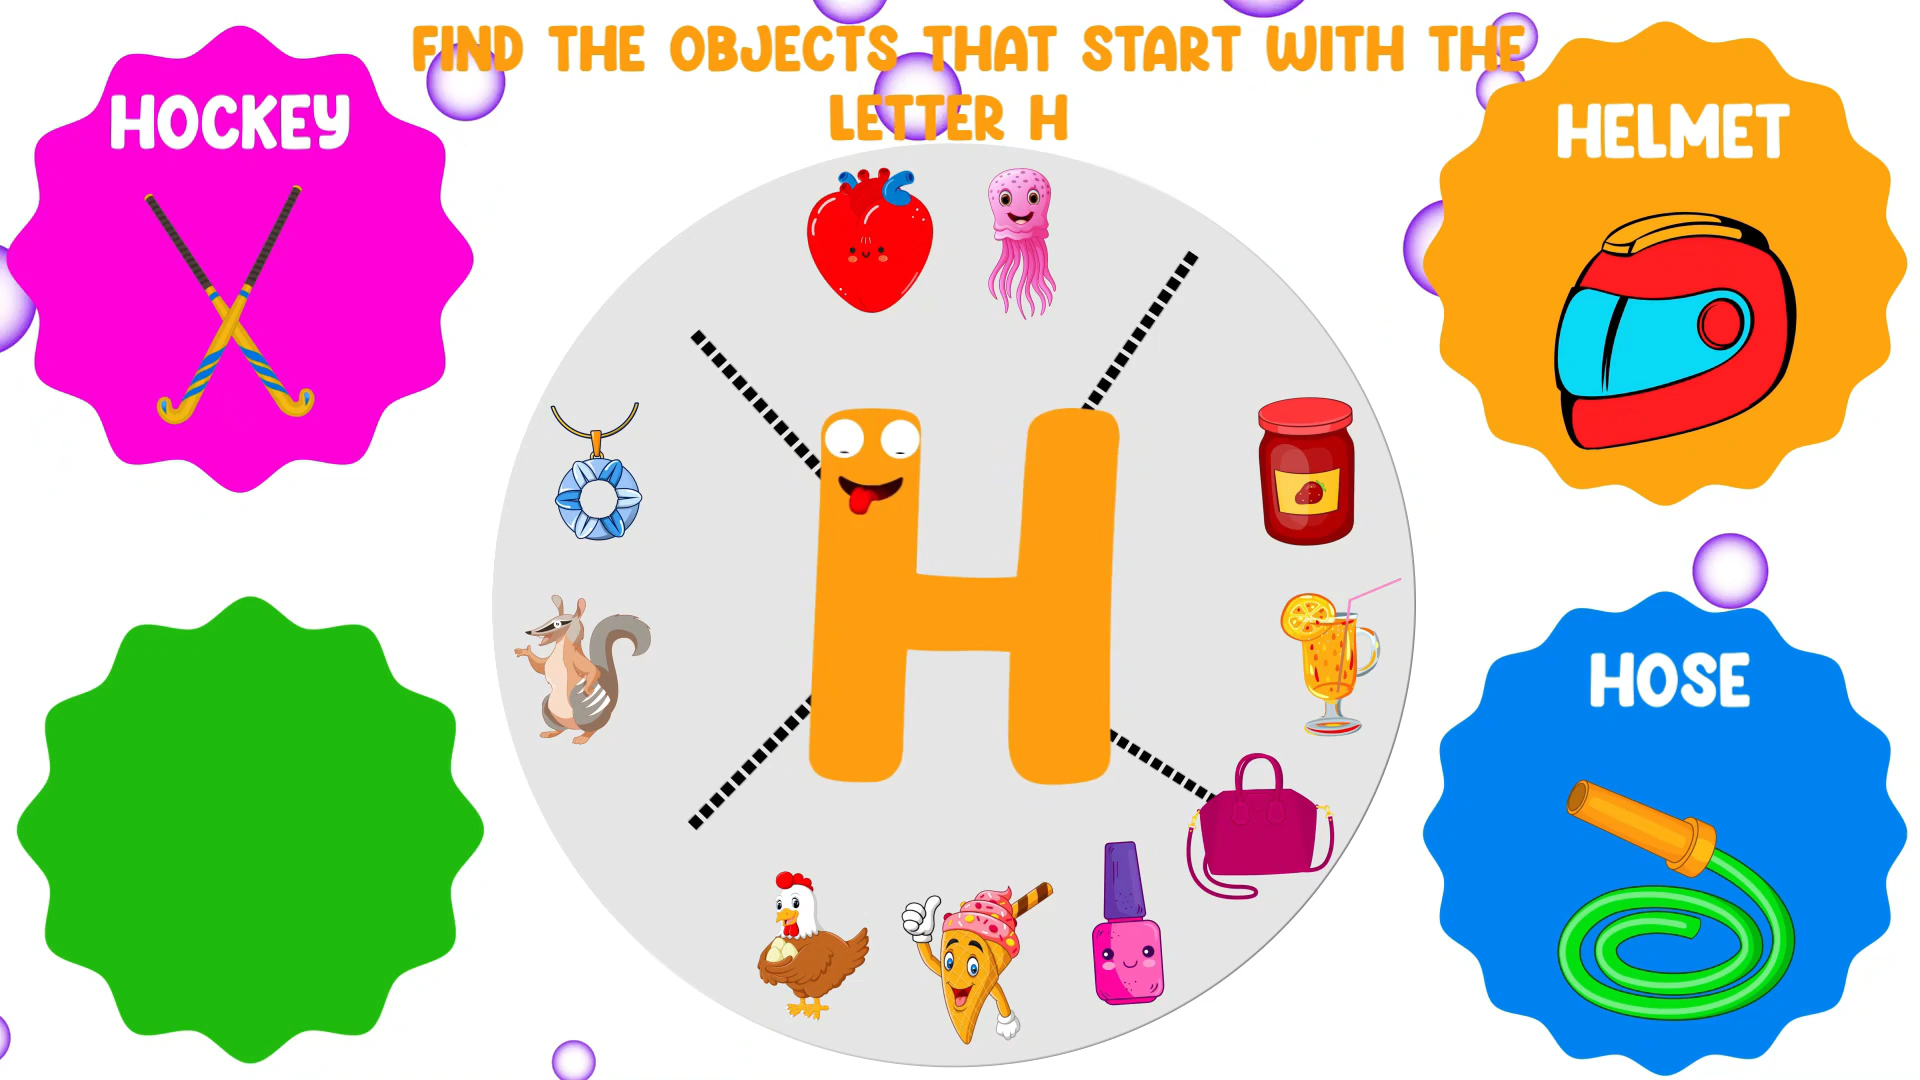 FIND THE OBJECTS THAT START WITH THE
LETTER H
HOCKEY
HELMET
H
HOSE